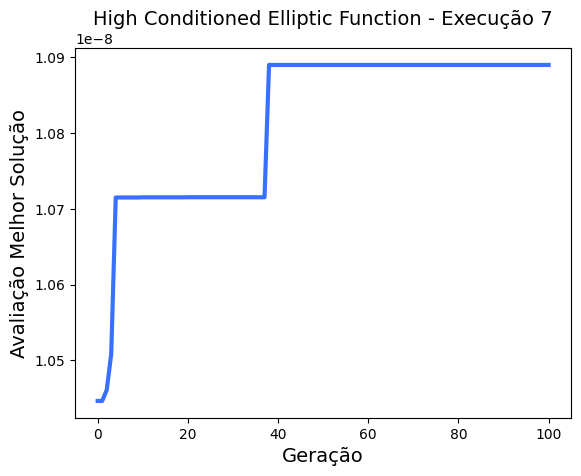 High Conditioned Elliptic Function - Execução 7
1e−8
1.09
1.08
1.07
1.06
1.05
Avaliação Melhor Solução
0 20 40 60 80 100
Geração